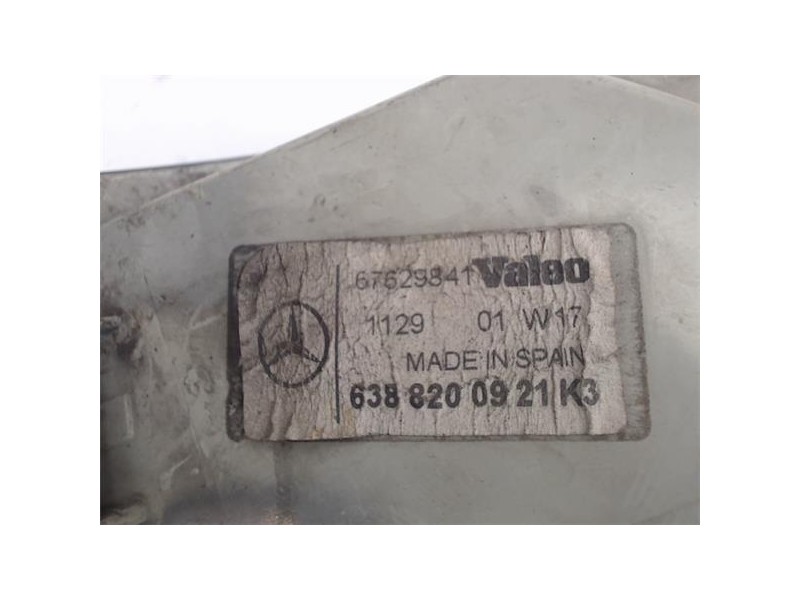 67629841 Valeo
1129 01 W17
MADE IN SPAIN
638 820 09 21 K3